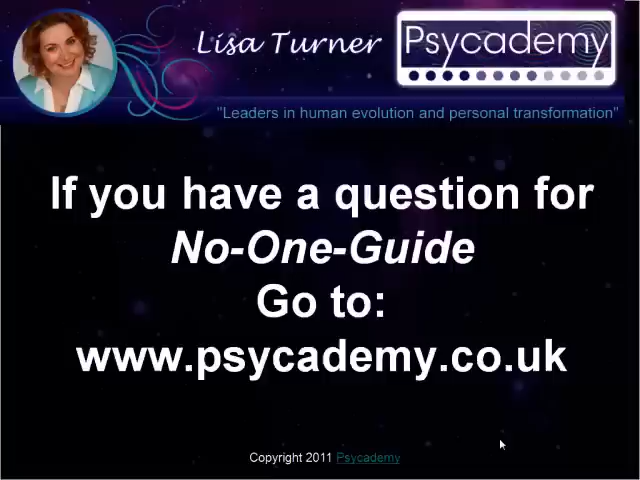 Lisa Turner
Psycademy
"Leaders in human evolution and personal transformation"
If you have a question for
No-One-Guide
Go to:
www.psycademy.co.uk
Copyright 2011 Psycademy